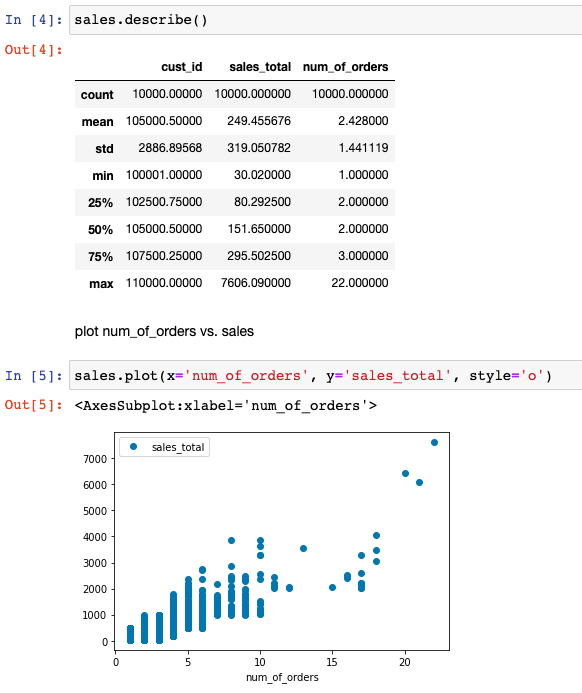 In [4]: sales.describe()
Out[4]:
cust_id sales_total num_of_orders
count 10000.00000 10000.000000 10000.000000
mean 105000.50000 249.455676 2.428000
std 2886.89568 319.050782 1.441119
min 100001.00000 30.020000 1.000000
25% 102500.75000 80.292500 2.000000
50% 105000.50000 151.650000 2.000000
75% 107500.25000 295.502500 3.000000
max 110000.00000 7606.090000 22.000000
plot num_of_orders vs. sales
In [5]: sales.plot(x='num_of_orders', y='sales_total', style='o')
Out[5]: <AxesSubplot:xlabel='num_of_orders'>
sales_total
7000
6000
5000
4000
3000
2000
1000
0
0 5 10 15 20
num_of_orders